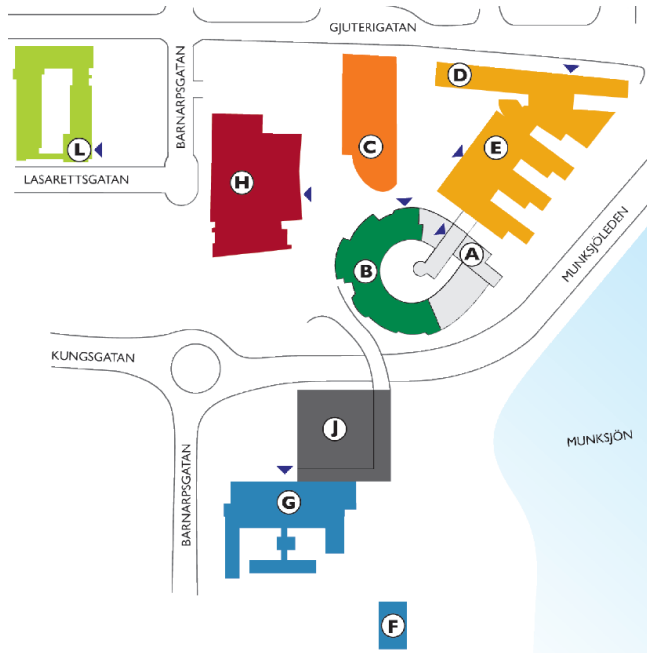 GJUTERIGATAN
D
BARNARPSGATAN
L
C
E
LASARETTSGATAN
H
A
B
MUNKSJÖLEDEN
KUNGSGATAN
J
MUNKSJÖN
BARNARPSGATAN
G
F